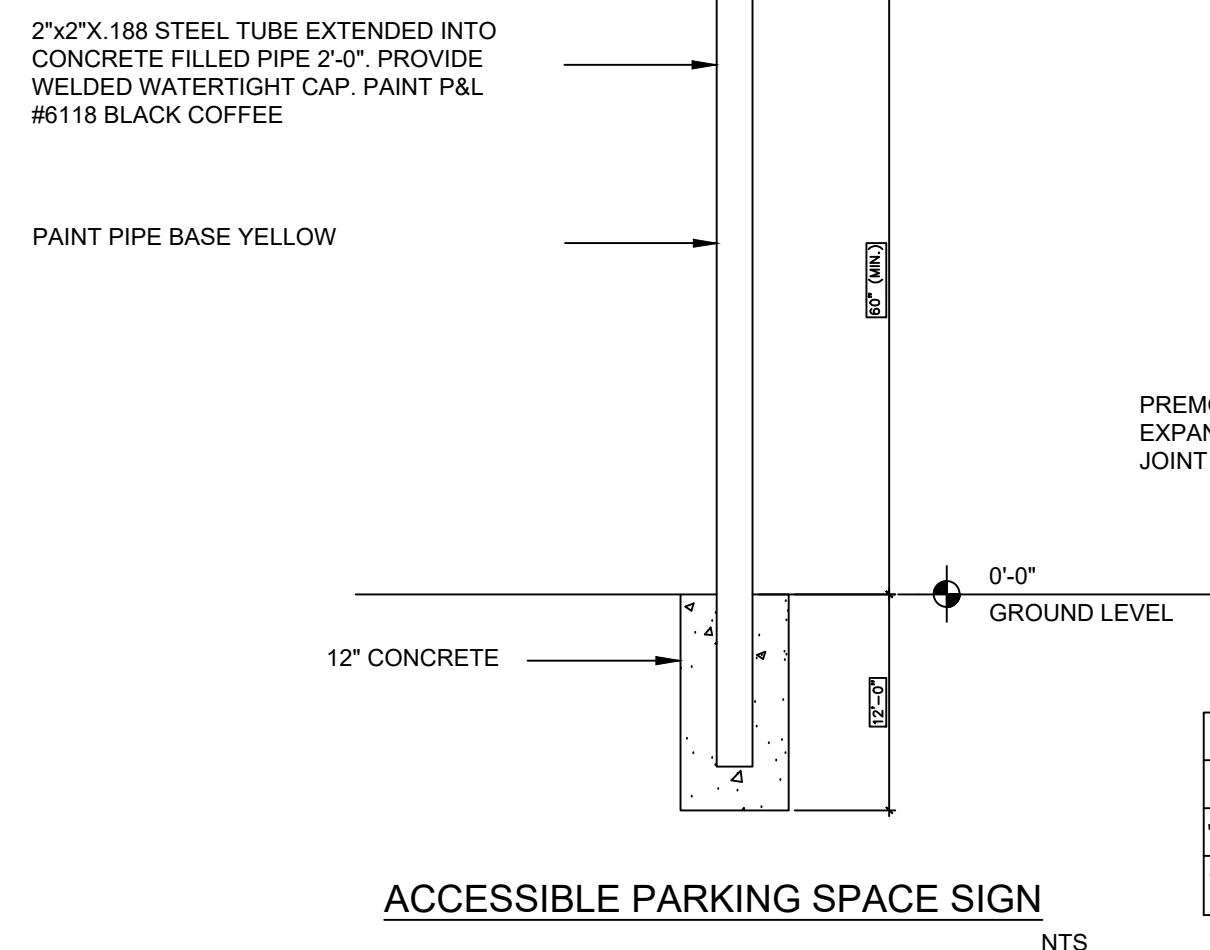 2"x2"X.188 STEEL TUBE EXTENDED INTO
CONCRETE FILLED PIPE 2'-0". PROVIDE
WELDED WATERTIGHT CAP. PAINT P&L
#6118 BLACK COFFEE
PAINT PIPE BASE YELLOW
60" (MIN.)
EXPAN
JOINT
0'-0"
GROUND LEVEL
12" CONCRETE
12'-0"
ACCESSIBLE PARKING SPACE SIGN
NTS